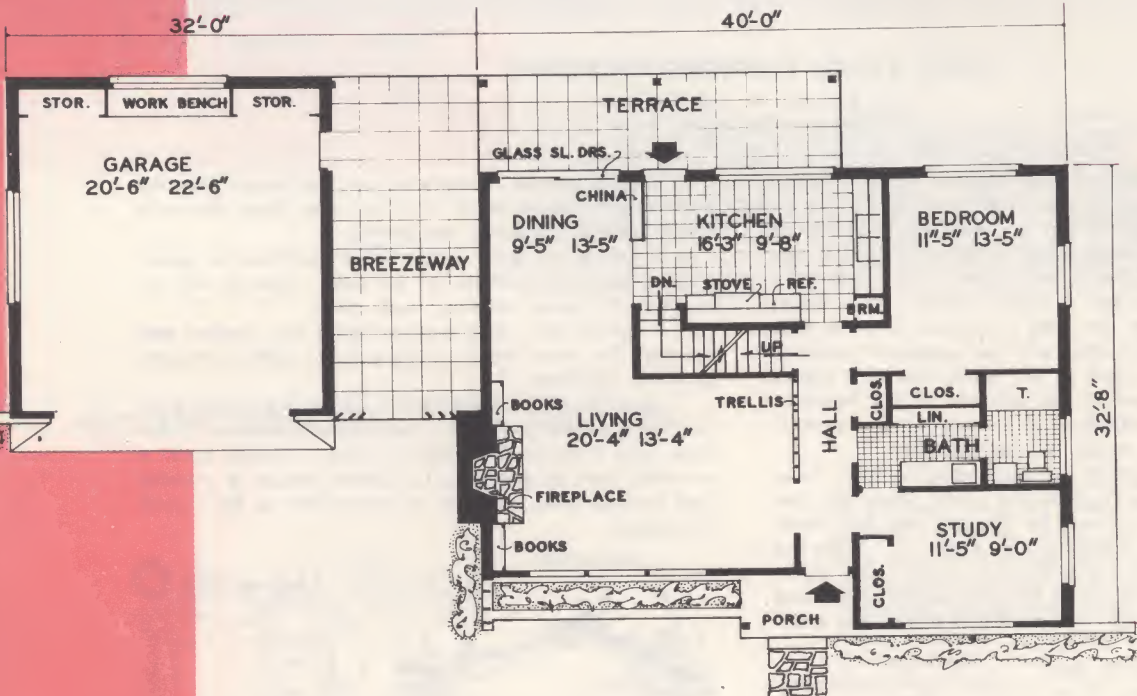 32'-0" 40'-0"
STOR. WORK BENCH STOR.
TERRACE
GARAGE
20'-6" 22'-6"
GLASS SL. DRS.
CHINA
DINING
9'-5" 13'-5"
KITCHEN
16'-3" 9'-8"
BEDROOM
11"-5" 13'-5"
BREEZEWAY
DN. STOVE REF.
BRM.
UP
BOOKS
TRELLIS
HALL
CLOS.
CLOS.
T.
LIN.
BATH
32'-8"
LIVING
20'-4" 13'-4"
FIREPLACE
BOOKS
STUDY
11'-5" 9'-0"
CLOS.
PORCH